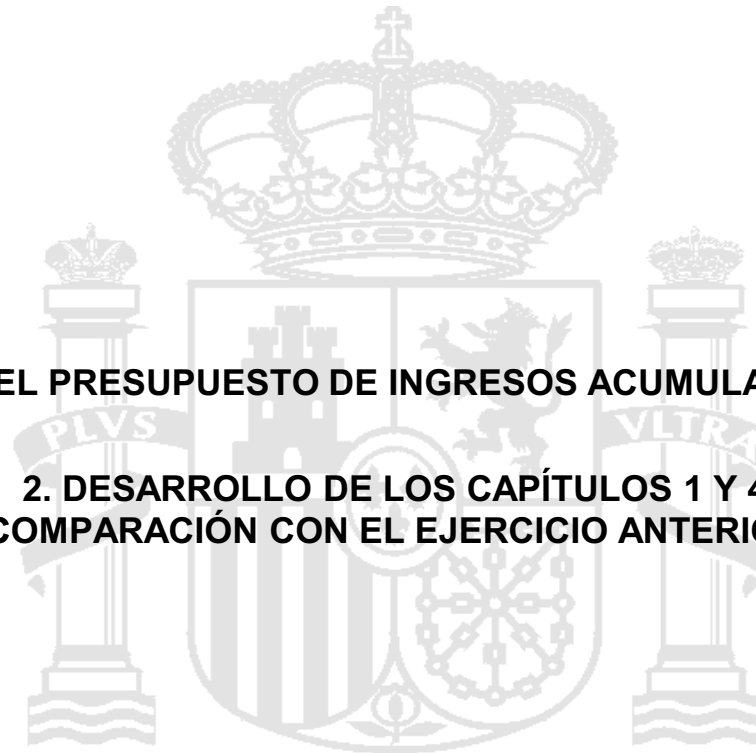 EL PRESUPUESTO DE INGRESOS ACUMULA
PLVS
VLTRA
2. DESARROLLO DE LOS CAPÍTULOS 1 Y 4
COMPARACIÓN CON EL EJERCICIO ANTERIO